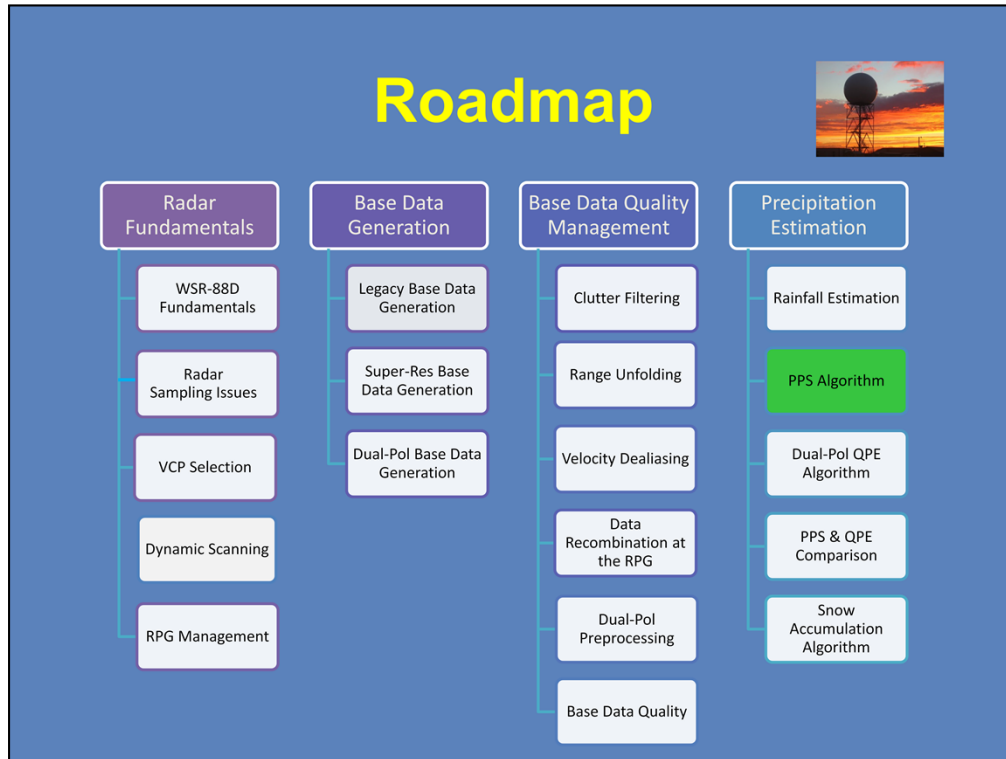 Roadmap
Radar
Fundamentals
WSR-88D
Fundamentals
Radar
Sampling Issues
VCP Selection
Dynamic Scanning
RPG Management
Base Data
Generation
Legacy Base Data
Generation
Super-Res Base
Data Generation
Dual-Pol Base Data
Generation
Base Data Quality
Management
Clutter Filtering
Range Unfolding
Velocity Dealiasing
Data
Recombination at
the RPG
Dual-Pol
Preprocessing
Base Data Quality
Precipitation
Estimation
Rainfall Estimation
PPS Algorithm
Dual-Pol QPE
Algorithm
PPS & QPE
Comparison
Snow
Accumulation
Algorithm